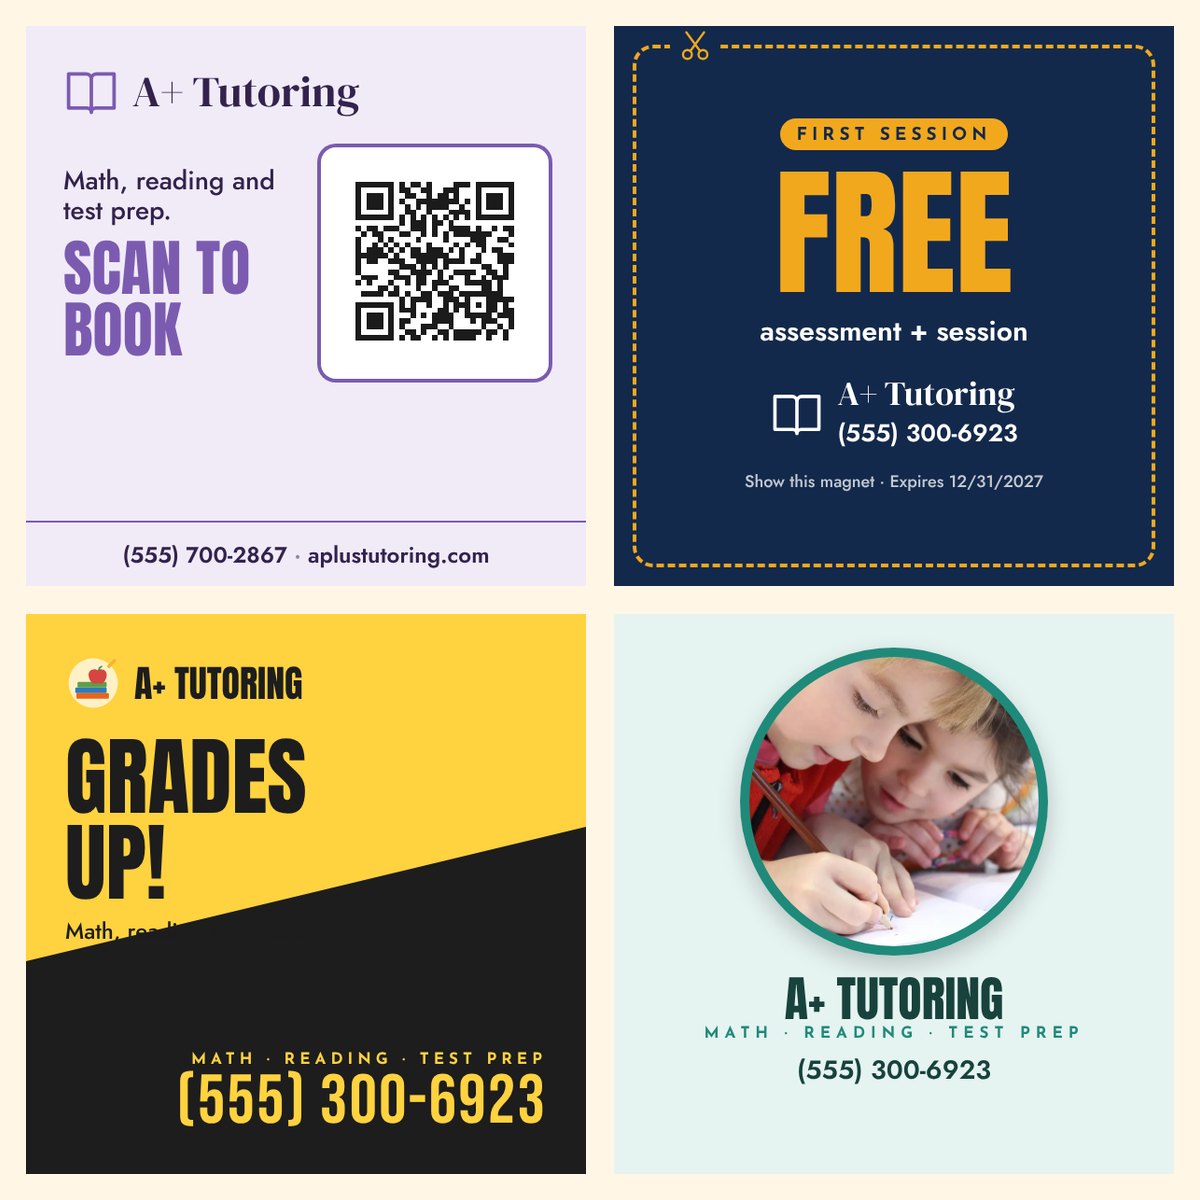 A+ Tutoring
Math, reading and
test prep.
SCAN TO
BOOK
(555) 700-2867 · aplustutoring.com
FIRST SESSION
FREE
assessment + session
A+ Tutoring
(555) 300-6923
Show this magnet · Expires 12/31/2027
A+ TUTORING
GRADES
UP!
Math,
MATH · READING · TEST PREP
(555) 300-6923
A+ TUTORING
MATH · READING · TEST PREP
(555) 300-6923